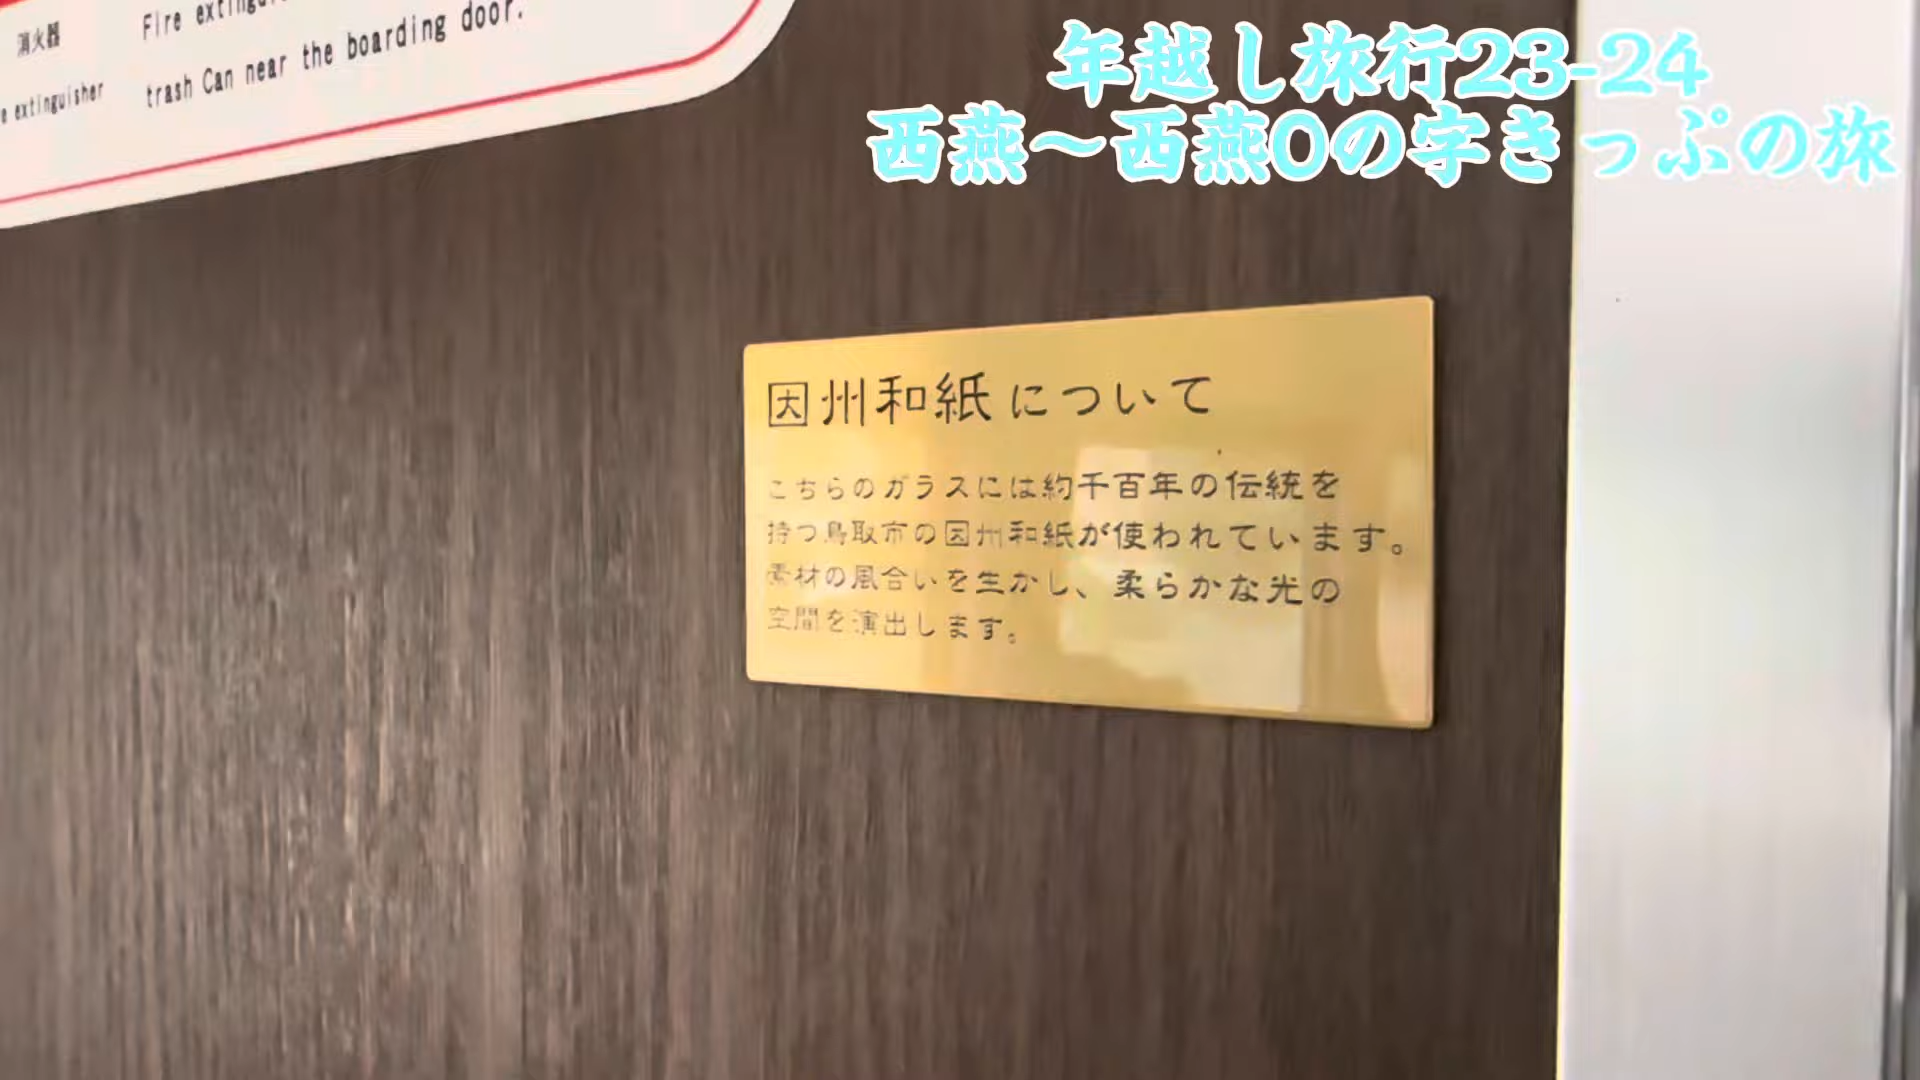 年越し旅行23-24
西燕～西燕Oの字きっぷの旅
消火器
Fire
trash Can near the boarding door.
extinguisher
因州和紙について
こちらのガラスには約千百年の伝統を
持つ鳥取市の因州和紙が使われています。
素材の風合いを生かし、柔らかな光の
空間を演出します。